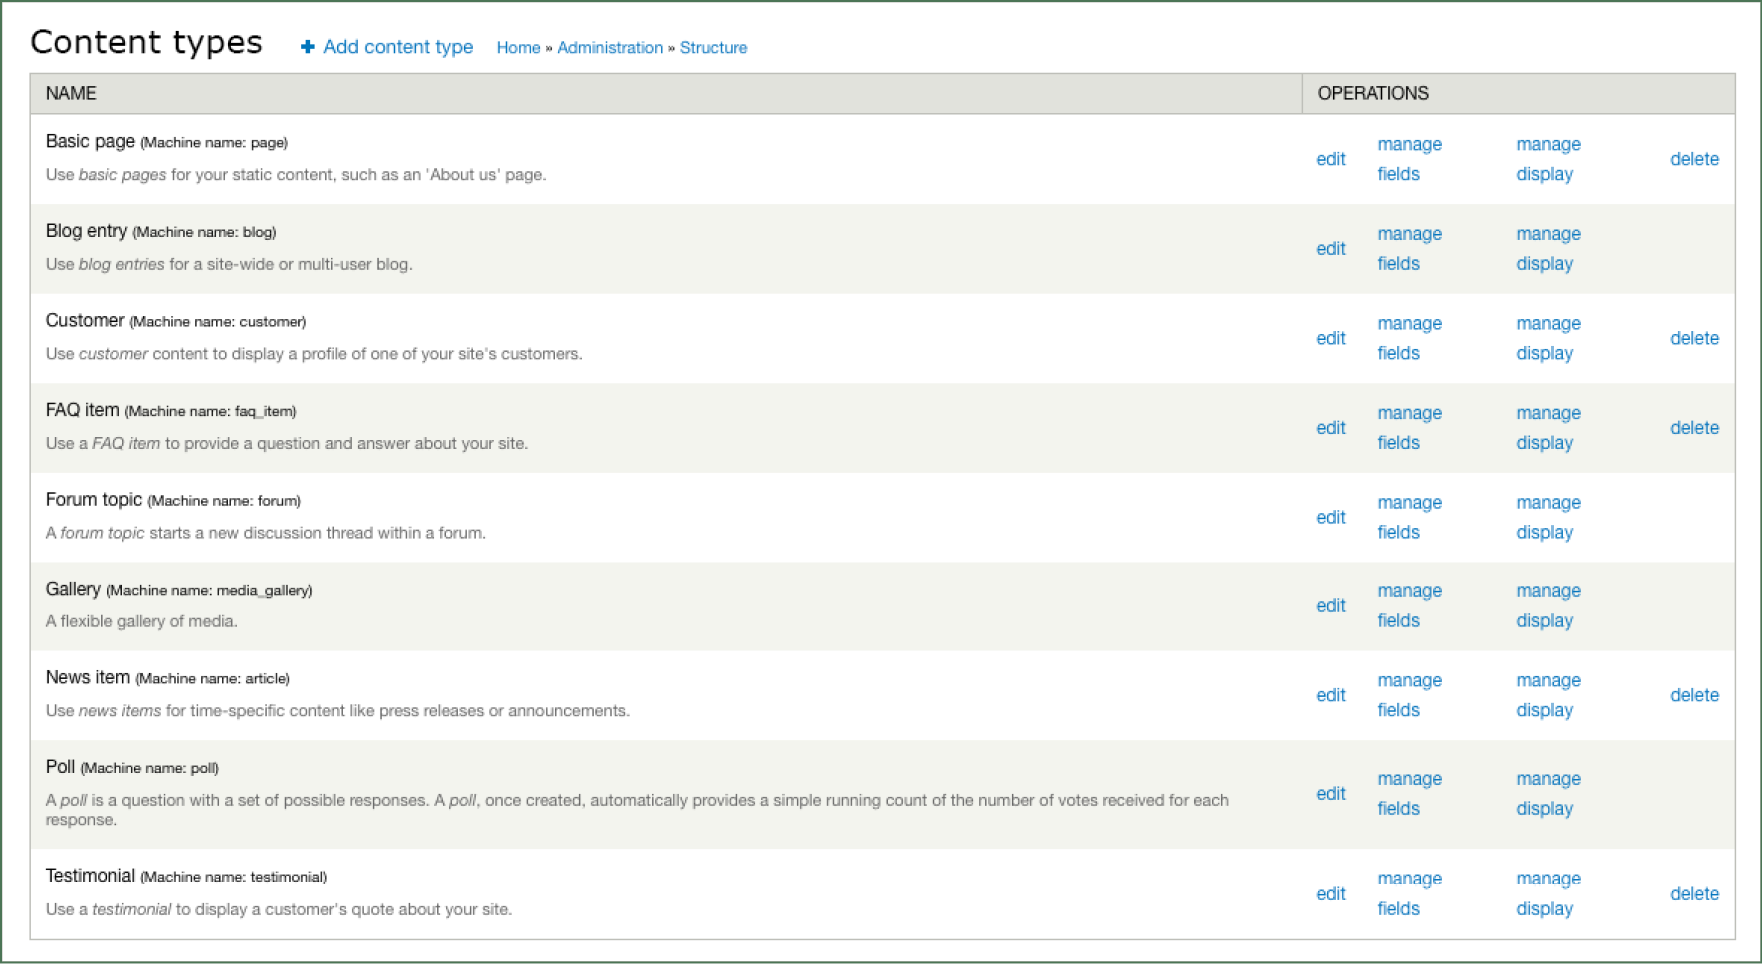 Content types + Add content type Home » Administration » Structure
NAME OPERATIONS
Basic page (Machine name: page)
Use basic pages for your static content, such as an 'About us' page.
edit manage fields manage display delete
Blog entry (Machine name: blog)
Use blog entries for a site-wide or multi-user blog.
edit manage fields manage display
Customer (Machine name: customer)
Use customer content to display a profile of one of your site's customers.
edit manage fields manage display delete
FAQ item (Machine name: faq_item)
Use a FAQ item to provide a question and answer about your site.
edit manage fields manage display delete
Forum topic (Machine name: forum)
A forum topic starts a new discussion thread within a forum.
edit manage fields manage display
Gallery (Machine name: media_gallery)
A flexible gallery of media.
edit manage fields manage display
News item (Machine name: article)
Use news items for time-specific content like press releases or announcements.
edit manage fields manage display delete
Poll (Machine name: poll)
A poll is a question with a set of possible responses. A poll, once created, automatically provides a simple running count of the number of votes received for each
response.
edit manage fields manage display
Testimonial (Machine name: testimonial)
Use a testimonial to display a customer's quote about your site.
edit manage fields manage display delete